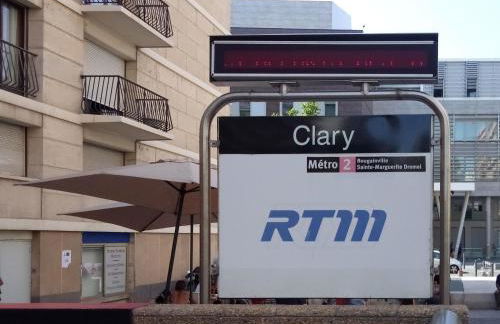 Clary
Métro 2 Bougainville
Sainte-Marguerite Dromel
RTM